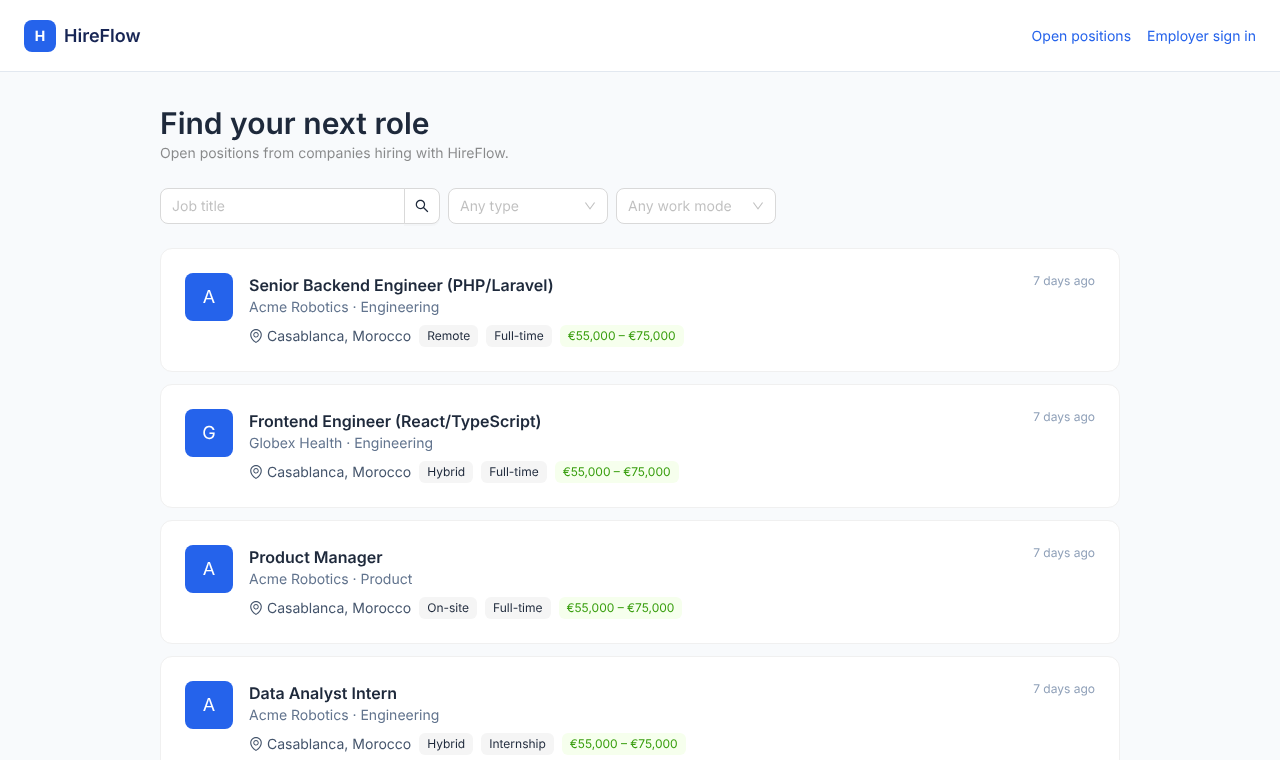 H HireFlow Open positions Employer sign in
Find your next role
Open positions from companies hiring with HireFlow.
Job title Any type Any work mode
A Senior Backend Engineer (PHP/Laravel) 7 days ago
Acme Robotics · Engineering
Casablanca, Morocco Remote Full-time €55,000 – €75,000
G Frontend Engineer (React/TypeScript) 7 days ago
Globex Health · Engineering
Casablanca, Morocco Hybrid Full-time €55,000 – €75,000
A Product Manager 7 days ago
Acme Robotics · Product
Casablanca, Morocco On-site Full-time €55,000 – €75,000
A Data Analyst Intern 7 days ago
Acme Robotics · Engineering
Casablanca, Morocco Hybrid Internship €55,000 – €75,000